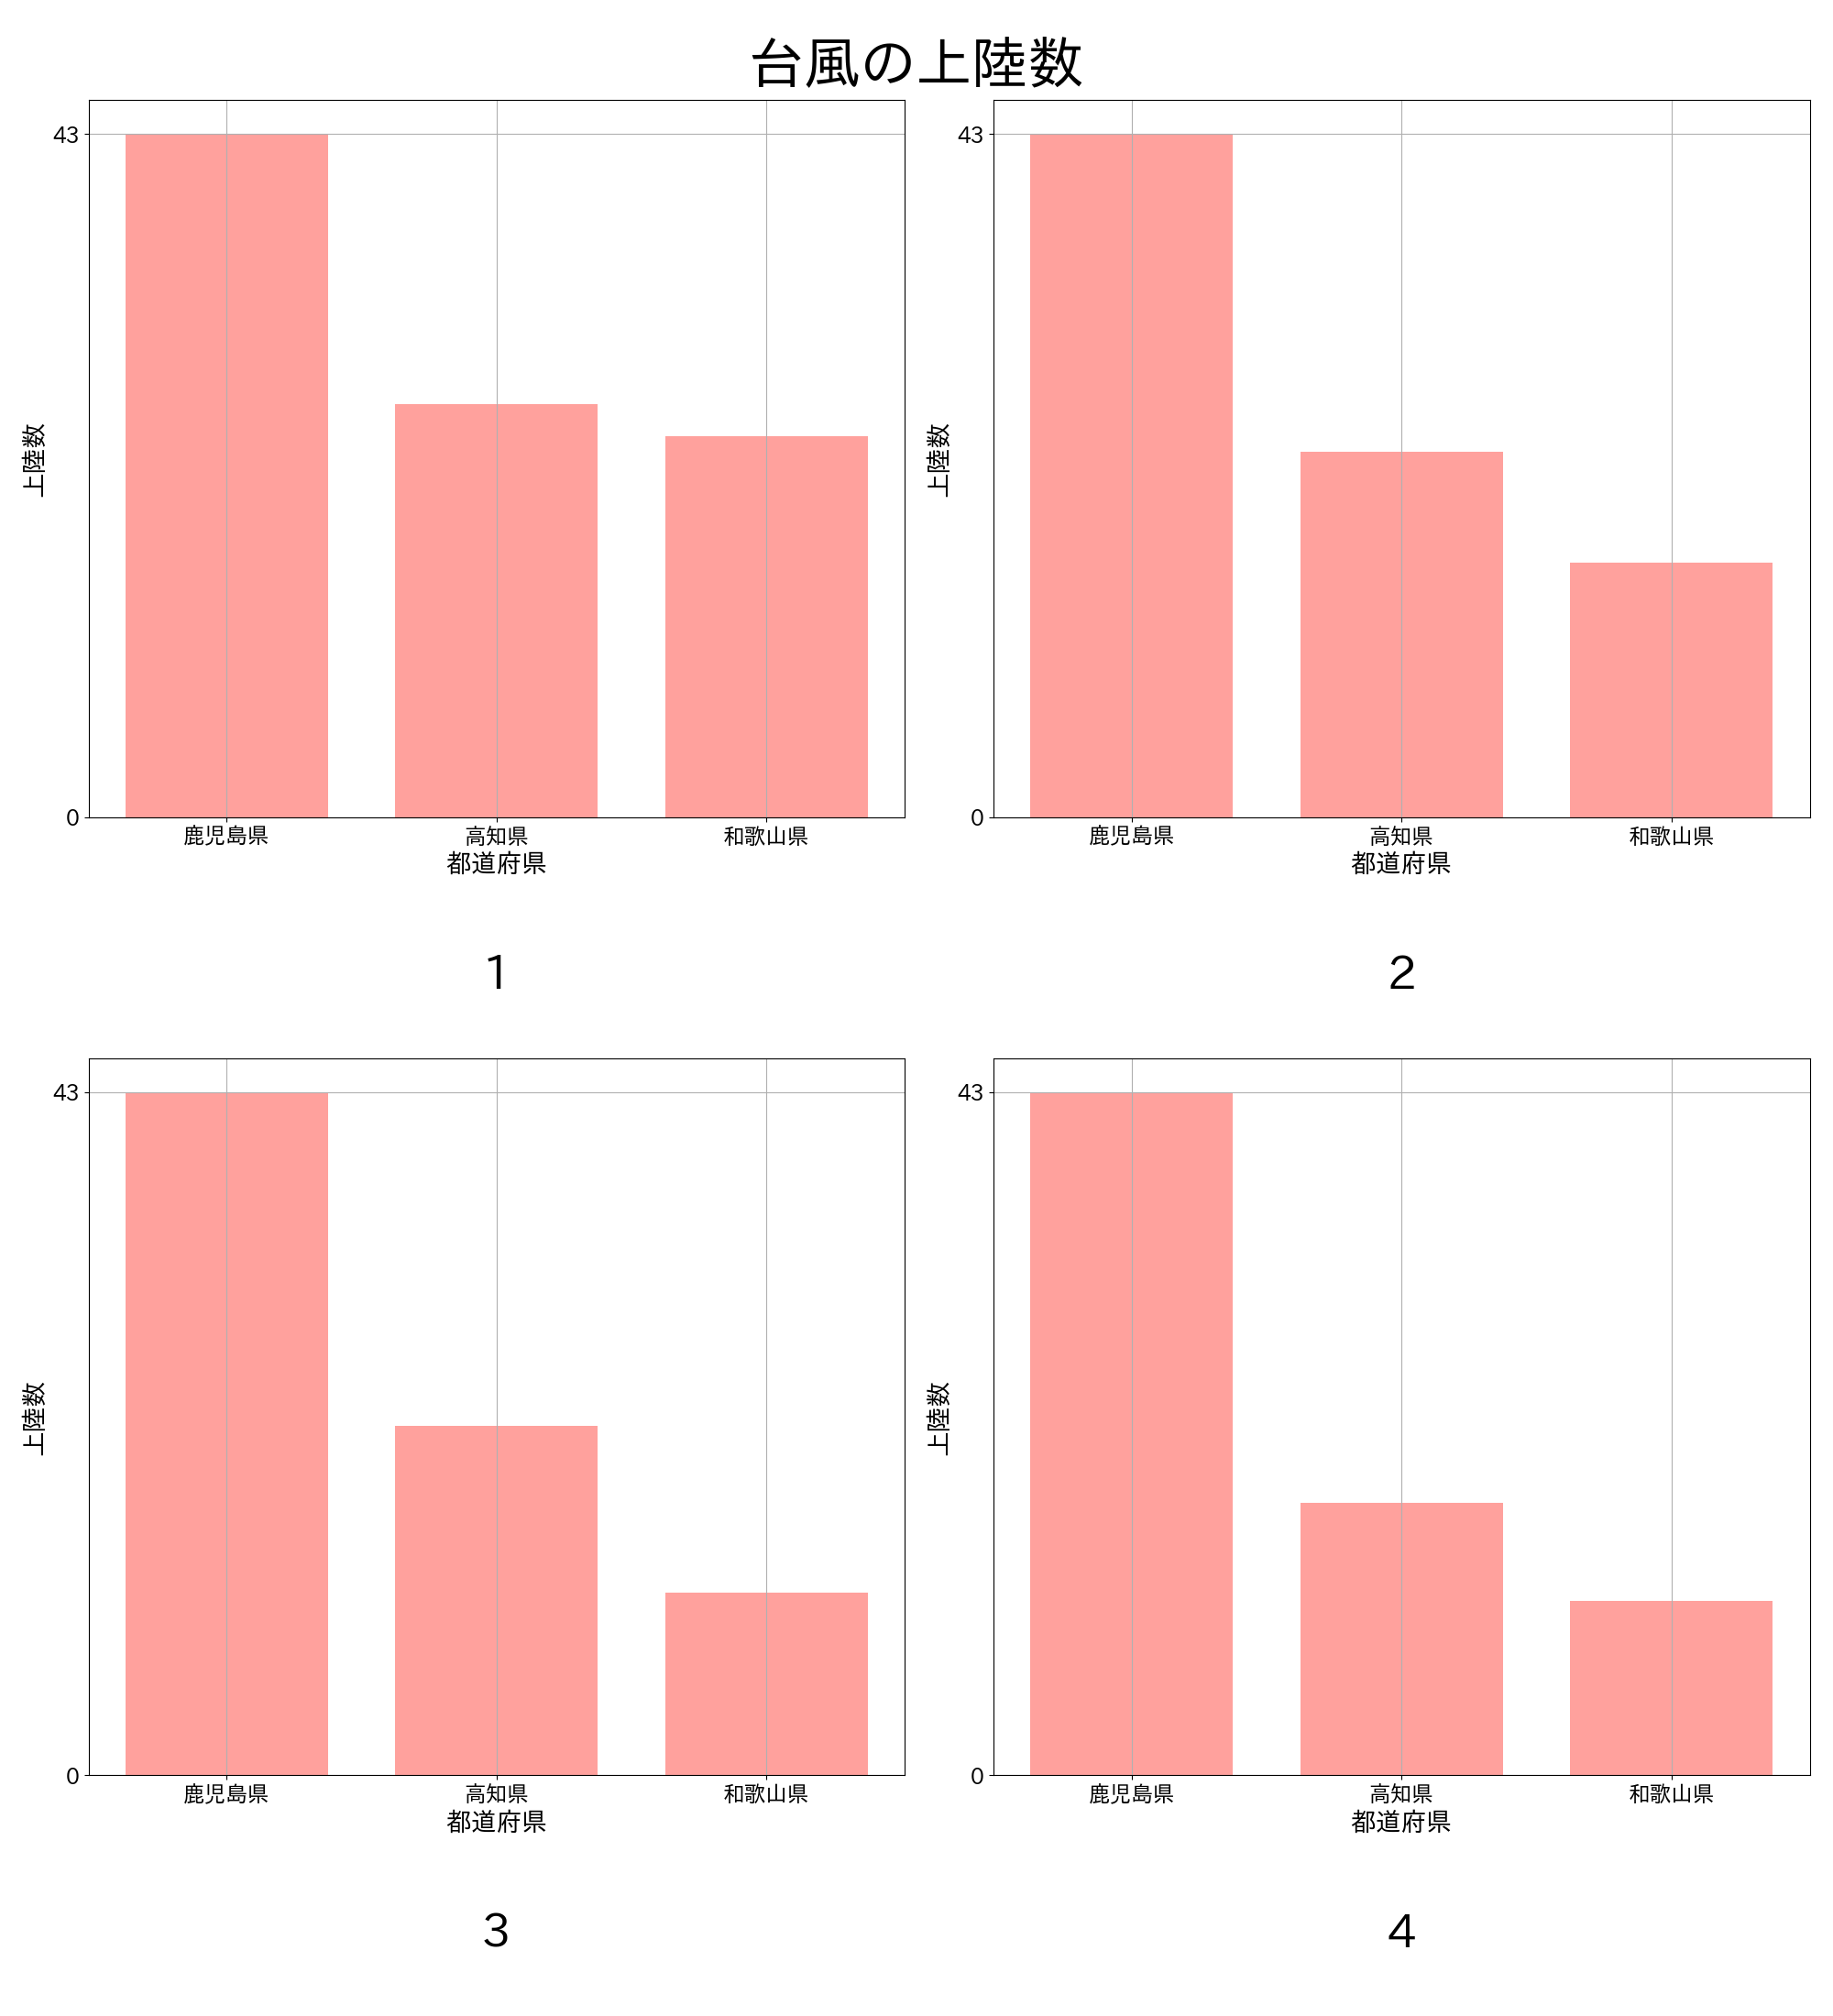 台風の上陸数
43
上陸数
0
鹿児島県 高知県 和歌山県
都道府県
1
43
上陸数
0
鹿児島県 高知県 和歌山県
都道府県
2
43
上陸数
0
鹿児島県 高知県 和歌山県
都道府県
3
43
上陸数
0
鹿児島県 高知県 和歌山県
都道府県
4